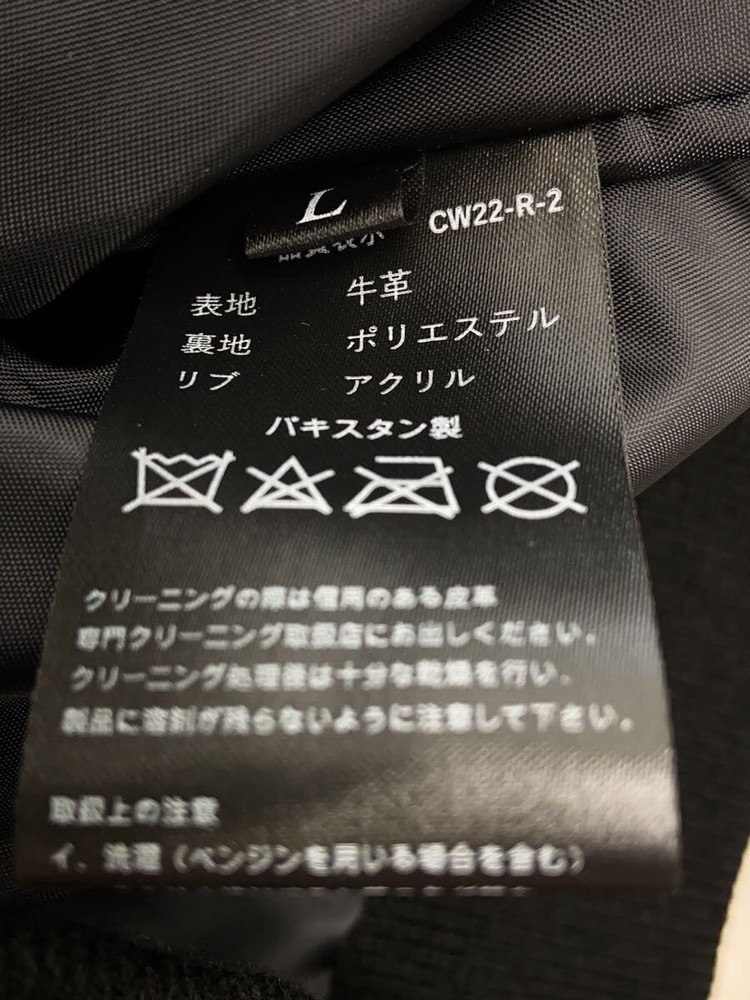 L
CW22-R-2
品質表示
表地 牛革
裏地 ポリエステル
リブ アクリル
パキスタン製
クリーニングの際は信用のある皮革
専門クリーニング取扱店にお出しください.
クリーニング処理後は十分な乾燥を行い.
製品に溶剤が残らないように注意して下さい.
取扱上の注意
イ. 洗濯(ベンジンを用いる場合を含む)